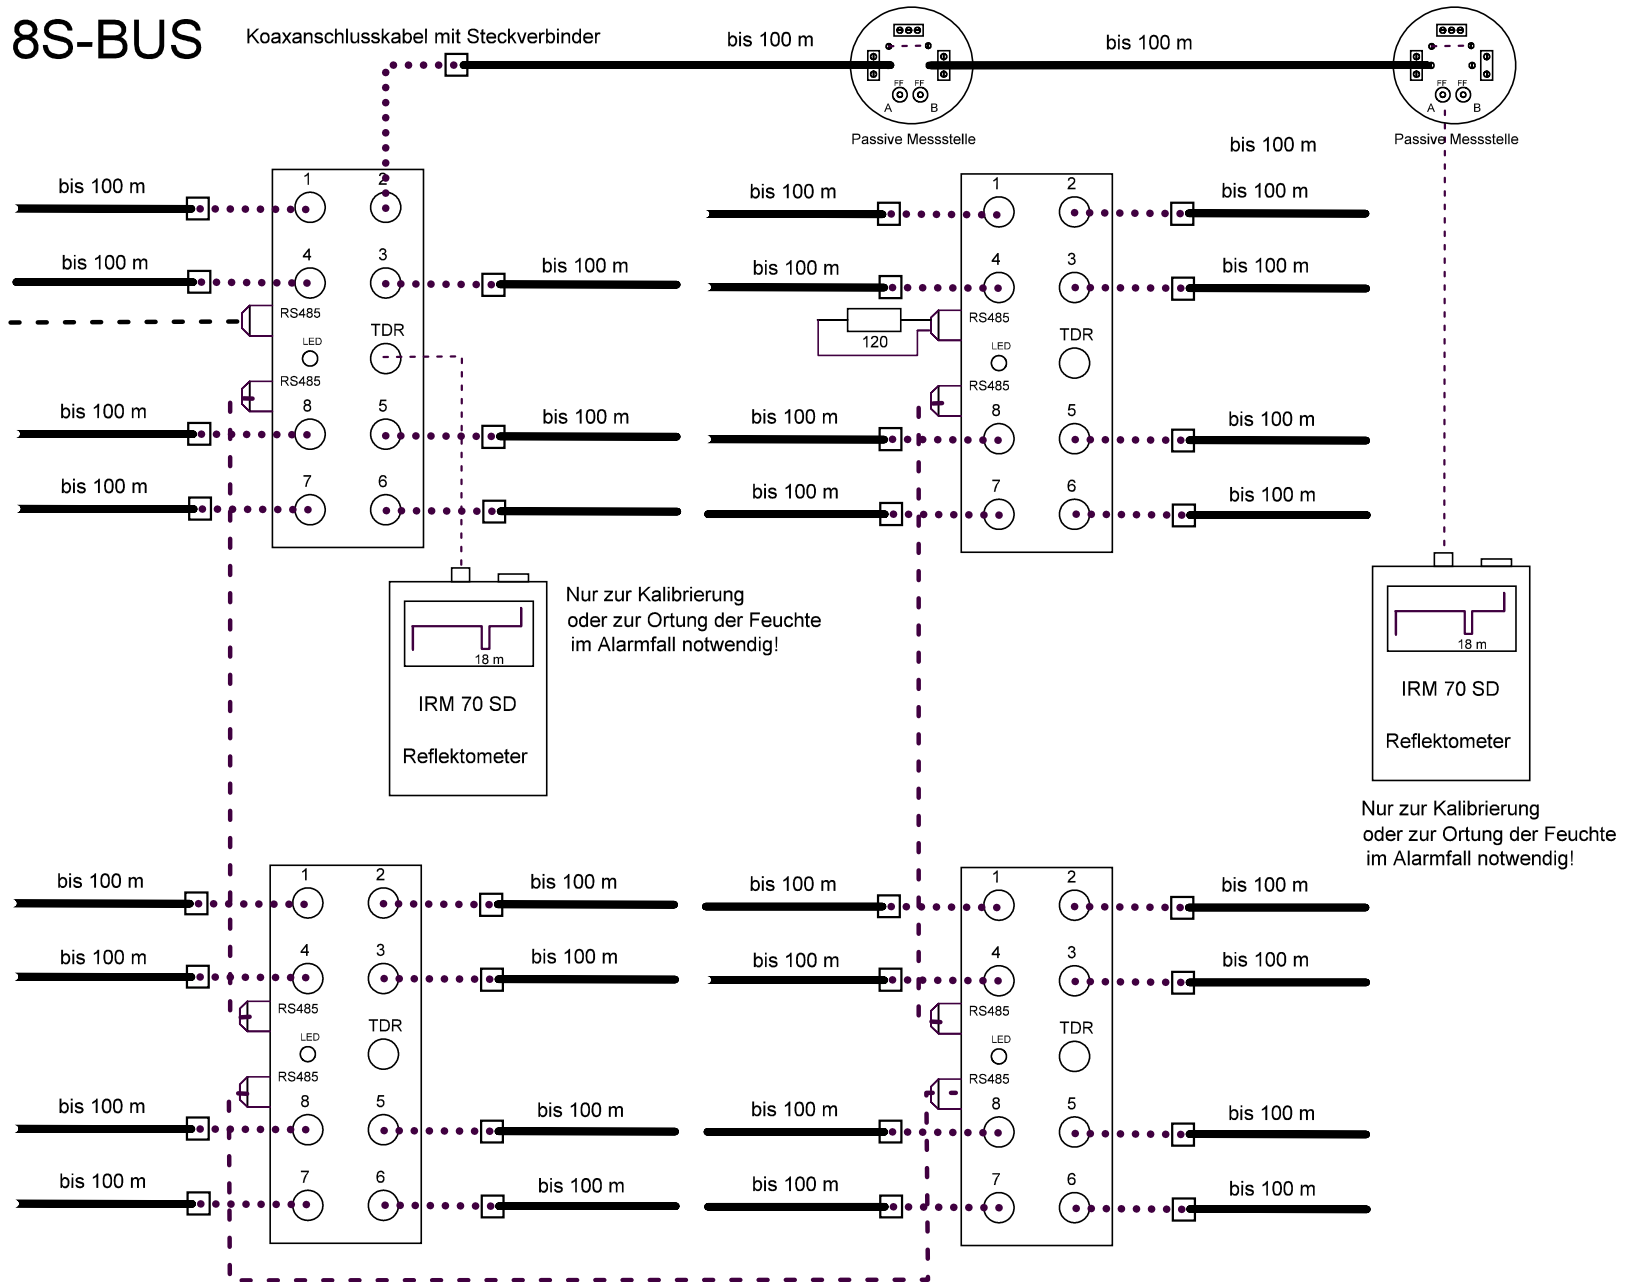 8S-BUS
Koaxanschlusskabel mit Steckverbinder
bis 100 m
bis 100 m
FF FF
A B
Passive Messstelle
FF FF
A B
Passive Messstelle
bis 100 m
bis 100 m
1 2
bis 100 m
1 2
bis 100 m
bis 100 m
4 3
bis 100 m
bis 100 m
4 3
bis 100 m
RS485
TDR
LED
RS485
120
RS485
TDR
LED
RS485
bis 100 m
8 5
bis 100 m
bis 100 m
8 5
bis 100 m
bis 100 m
7 6
bis 100 m
7 6
bis 100 m
18 m
IRM 70 SD
Reflektometer
Nur zur Kalibrierung
oder zur Ortung der Feuchte
im Alarmfall notwendig!
18 m
IRM 70 SD
Reflektometer
Nur zur Kalibrierung
oder zur Ortung der Feuchte
im Alarmfall notwendig!
bis 100 m
1 2
bis 100 m
bis 100 m
1 2
bis 100 m
bis 100 m
4 3
bis 100 m
bis 100 m
4 3
bis 100 m
RS485
TDR
LED
RS485
RS485
TDR
LED
RS485
bis 100 m
8 5
bis 100 m
bis 100 m
8 5
bis 100 m
bis 100 m
7 6
bis 100 m
bis 100 m
7 6
bis 100 m